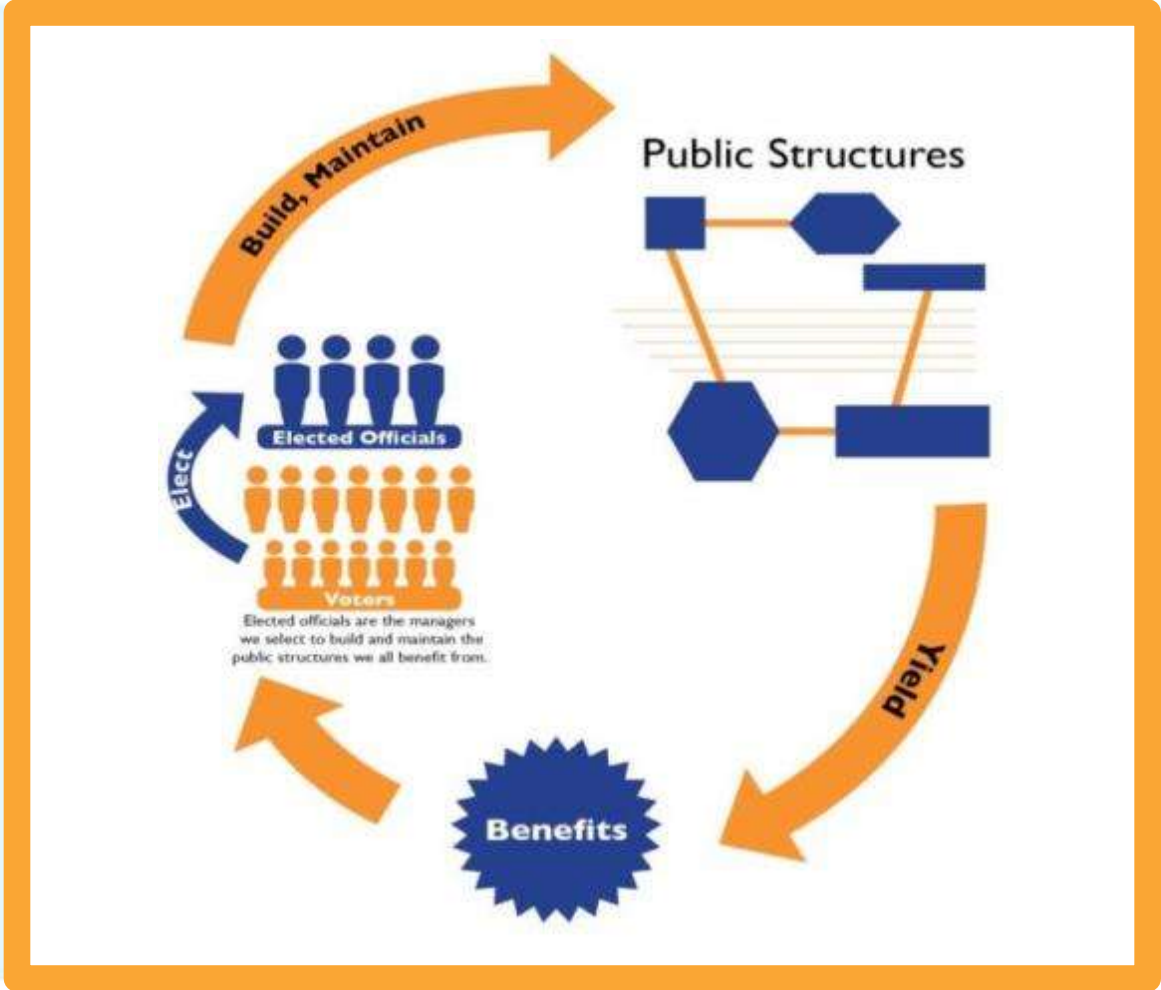 Build, Maintain
Public Structures
Elected Officials
Elect
Voters
Elected officials are the managers
we select to build and maintain the
public structures we all benefit from.
Yield
Benefits